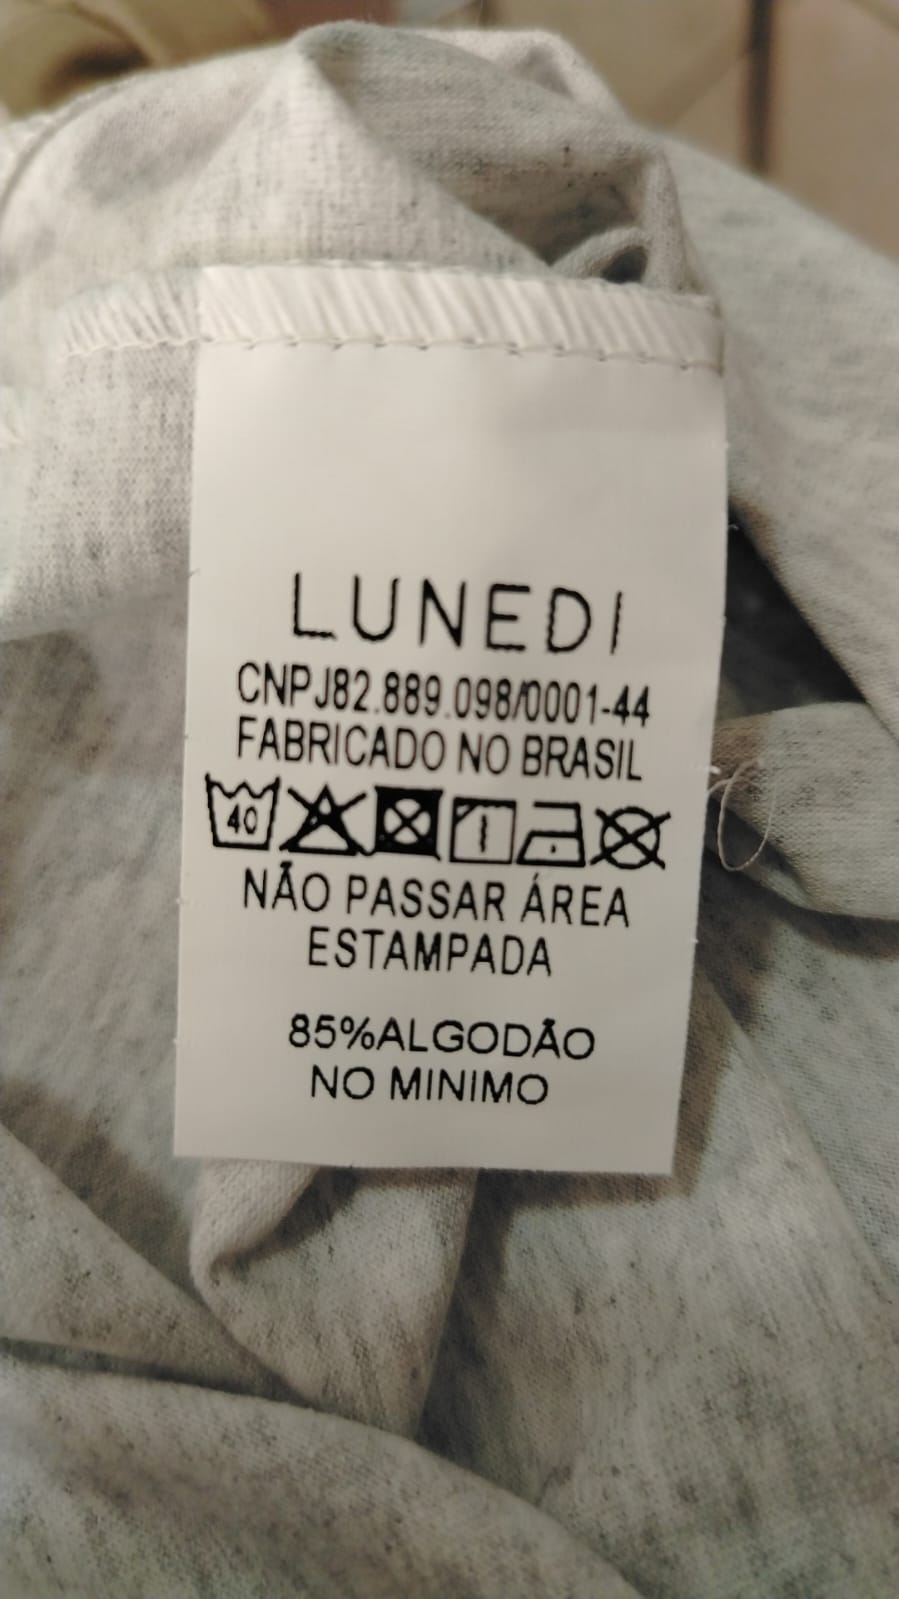 LUNEDI
CNPJ82.889.098/0001-44
FABRICADO NO BRASIL
40
NÃO PASSAR ÁREA
ESTAMPADA
85%ALGODÃO
NO MINIMO